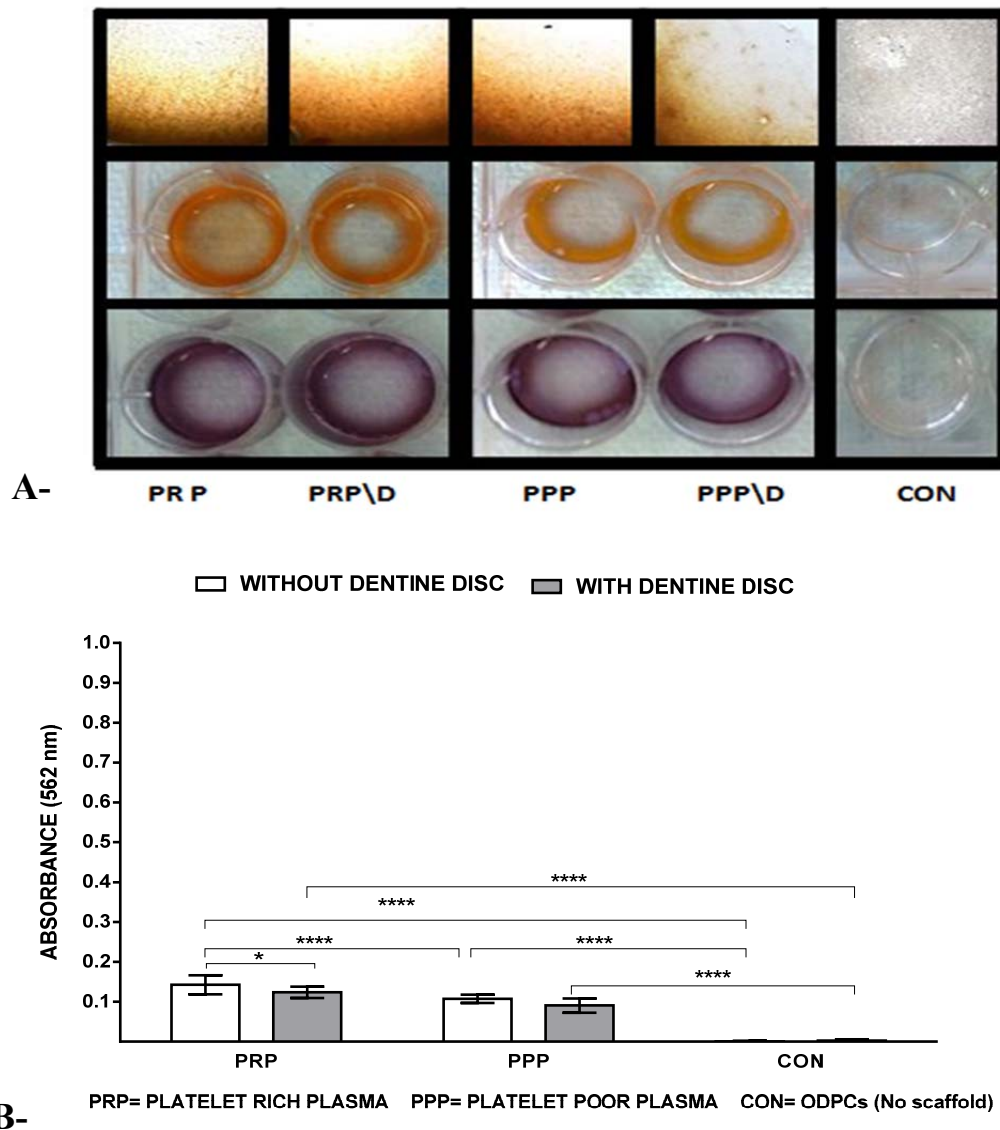 A-
PR P PRP\D PPP PPP\D CON
WITHOUT DENTINE DISC WITH DENTINE DISC
ABSORBANCE (562 nm)
1.0
0.9
0.8
0.7
0.6
0.5
0.4
0.3
0.2
0.1
****
****
**** ****
*
****
PRP PPP CON
PRP= PLATELET RICH PLASMA PPP= PLATELET POOR PLASMA CON= ODPCs (No scaffold)
B-